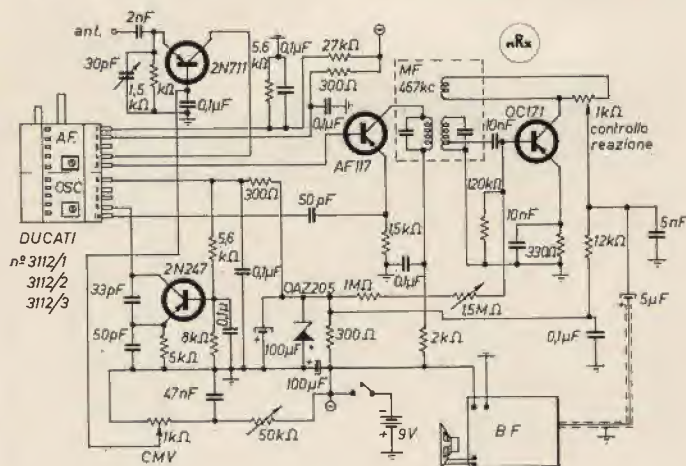 2nF
ant.
30pF
1,5
kΩ
2N711
0,1µF
5,6
kΩ
0,1µF
27kΩ
300Ω
0,1µF
AF117
MF
467kc
nRx
OC171
10nF
1kΩ
controllo
reazione
A.F.
OSC.
DUCATI
nº 3112/1
3112/2
3112/3
300Ω
50pF
1,5kΩ
0,1µF
120kΩ
10nF
330Ω
12kΩ
5nF
5µF
0,1µF
33pF
50pF
2N247
5,6
kΩ
0,1µF
8kΩ
0,1µ
5kΩ
100µF
OAZ205
1MΩ
1,5MΩ
300Ω
2kΩ
100µF
47nF
1kΩ
CMV
50kΩ
9V
BF